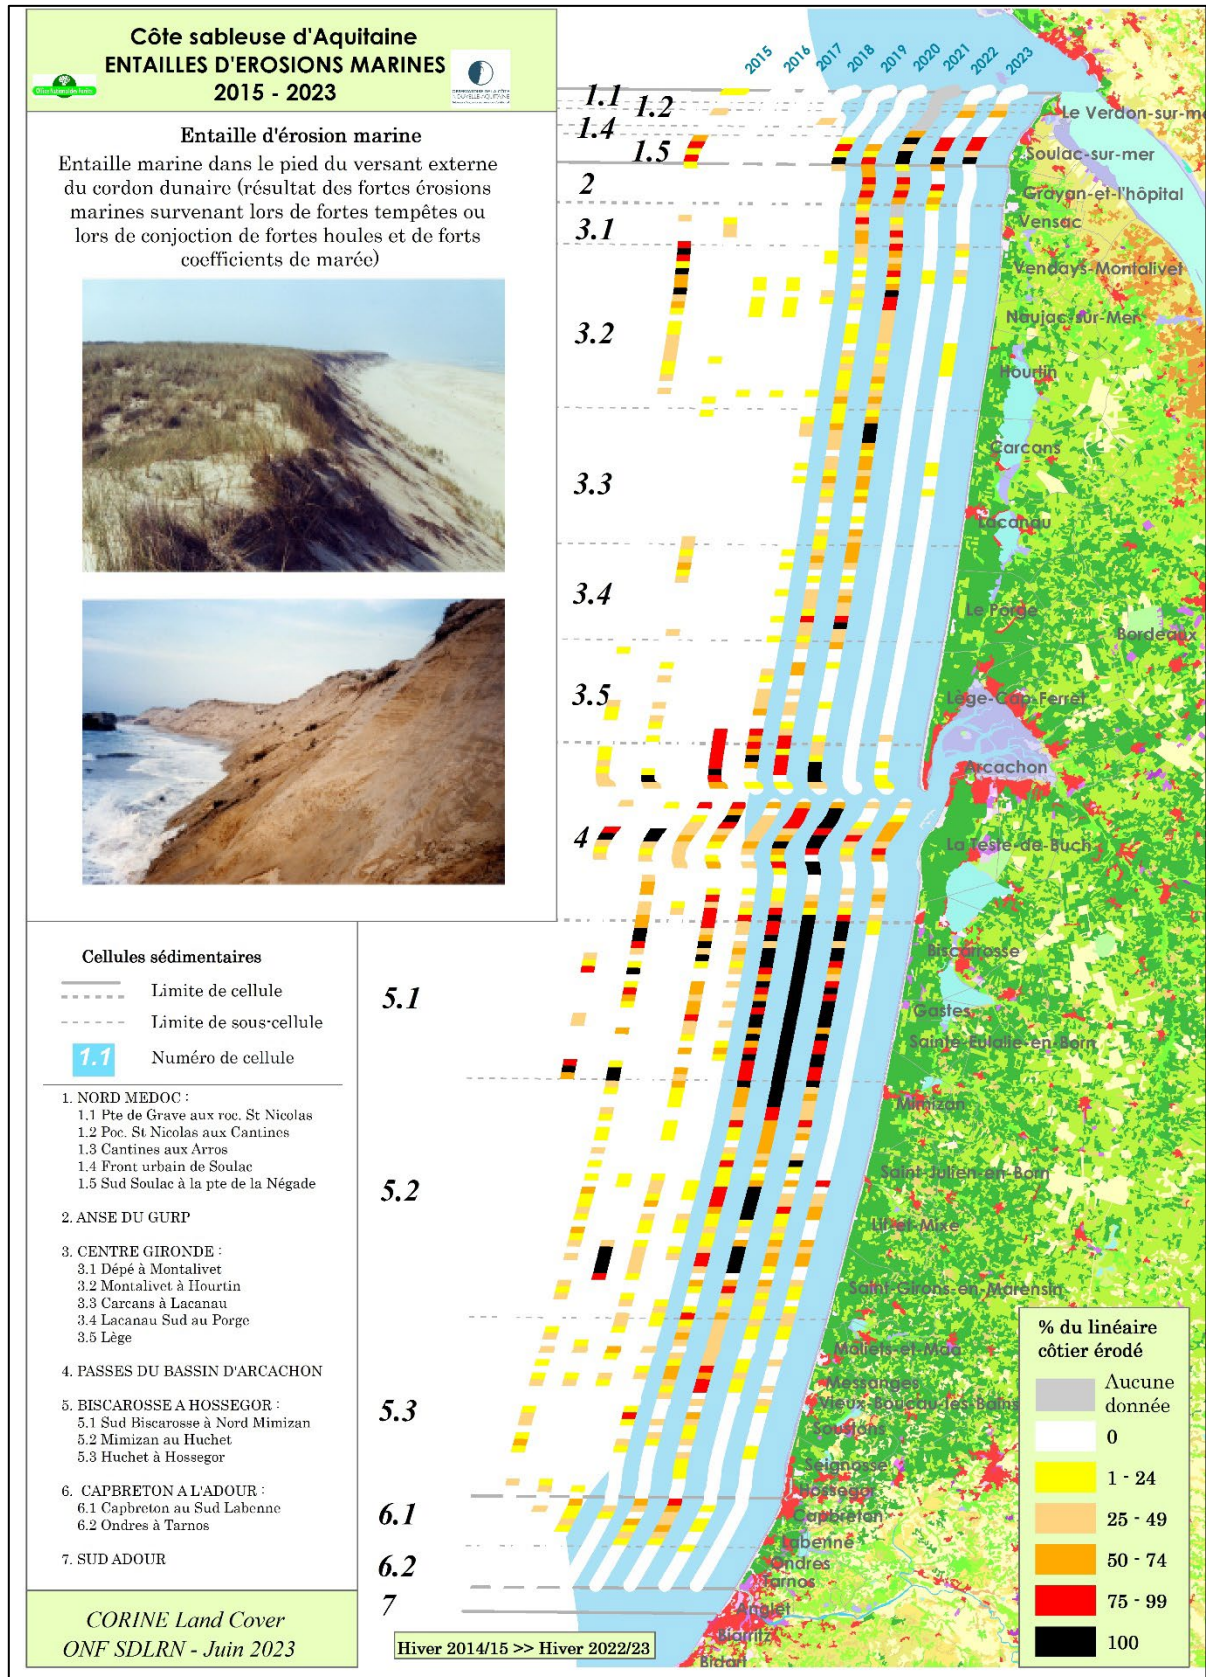 Côte sableuse d'Aquitaine
ENTAILLES D'EROSIONS MARINES
2015 - 2023
Entaille d'érosion marine
Entaille marine dans le pied du versant externe
du cordon dunaire (résultat des fortes érosions
marines survenant lors de fortes tempêtes ou
lors de conjoction de fortes houles et de forts
coefficients de marée)
Cellules sédimentaires
Limite de cellule
Limite de sous-cellule
1.1 Numéro de cellule
1. NORD MEDOC :
1.1 Pte de Grave aux roc. St Nicolas
1.2 Poc. St Nicolas aux Cantines
1.3 Cantines aux Arros
1.4 Front urbain de Soulac
1.5 Sud Soulac à la pte de la Négade
2. ANSE DU GURP
3. CENTRE GIRONDE :
3.1 Dépé à Montalivet
3.2 Montalivet à Hourtin
3.3 Carcans à Lacanau
3.4 Lacanau Sud au Porge
3.5 Lège
4. PASSES DU BASSIN D'ARCACHON
5. BISCAROSSE A HOSSEGOR :
5.1 Sud Biscarosse à Nord Mimizan
5.2 Mimizan au Huchet
5.3 Huchet à Hossegor
6. CAPBRETON A L'ADOUR :
6.1 Capbreton au Sud Labenne
6.2 Ondres à Tarnos
7. SUD ADOUR
CORINE Land Cover
ONF SDLRN - Juin 2023
2015
2016
2017
2018
2019
2020
2021
2022
2023
1.1
1.2
1.4
1.5
2
3.1
3.2
3.3
3.4
3.5
4
5.1
5.2
5.3
6.1
6.2
7
Le Verdon-sur-me
Soulac-sur-mer
Grayan-et-l'hôpital
Vensac
Vendays-Montalivet
Naujac-sur-Mer
Hourtin
Carcans
Lacanau
Le Porge
Bordeaux
Lège-Cap-Ferret
Arcachon
La Teste-de-Buch
Biscarrosse
Gastes
Sainte-Eulalie-en-Born
Mimizan
Saint-Julien-en-Born
Lit-et-Mixe
Saint-Girons-en-Marensin
Moliets-et-Maa
Messanges
Vieux-Boucau-les-Bains
Soustons
Seignosse
Hossegor
Capbreton
Labenne
Ondres
Tarnos
Anglet
Biarritz
Bidart
Hiver 2014/15 >> Hiver 2022/23
% du linéaire
côtier érodé
Aucune
donnée
0
1 - 24
25 - 49
50 - 74
75 - 99
100